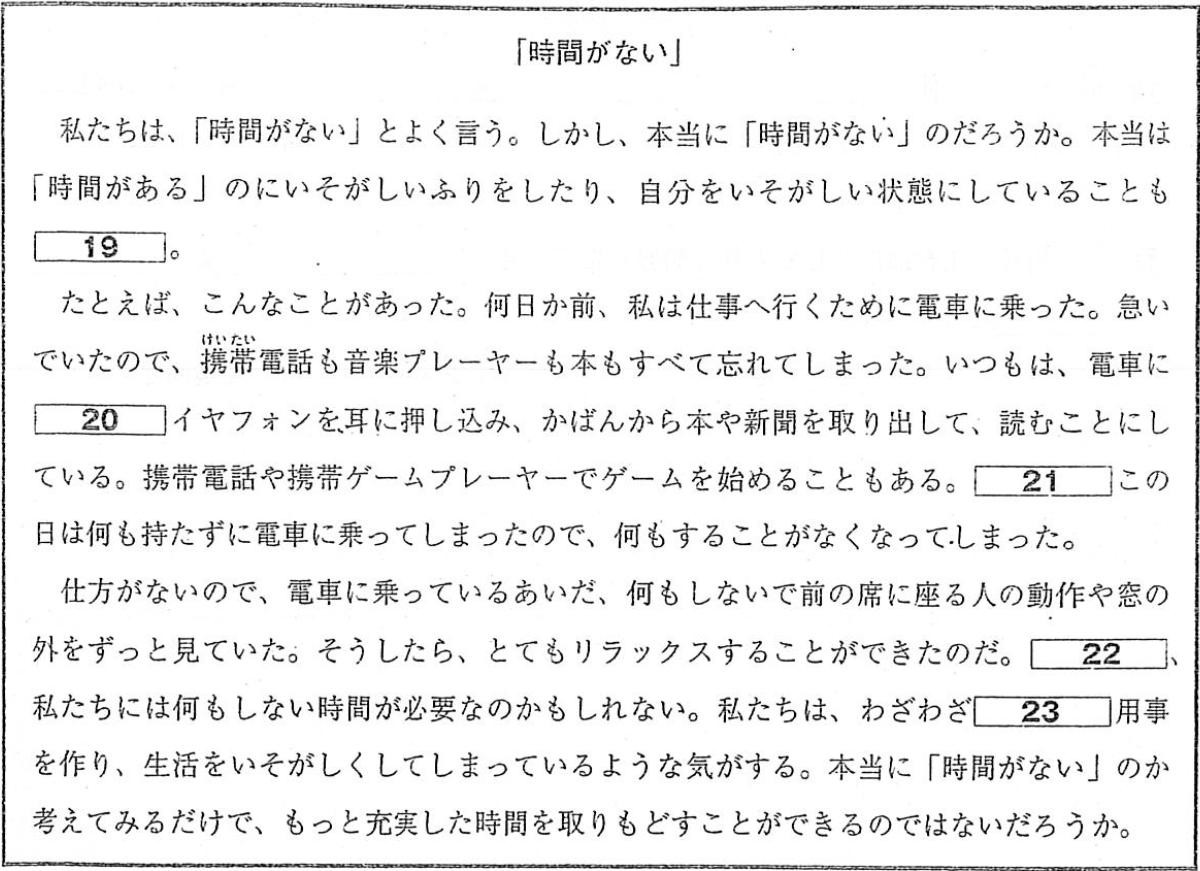 「時間がない」
私たちは、「時間がない」とよく言う。しかし、本当に「時間がない」のだろうか。本当は
「時間がある」のにいそがしいふりをしたり、自分をいそがしい状態にしていることも
19。
たとえば、こんなことがあった。何日か前、私は仕事へ行くために電車に乗った。急い
けいたい
でいたので、携帯電話も音楽プレーヤーも本もすべて忘れてしまった。いつもは、電車に
20イヤフォンを耳に押し込み、かばんから本や新聞を取り出して、読むことにし
ている。携帯電話や携帯ゲームプレーヤーでゲームを始めることもある。21この
日は何も持たずに電車に乗ってしまったので、何もすることがなくなってしまった。
仕方がないので、電車に乗っているあいだ、何もしないで前の席に座る人の動作や窓の
外をずっと見ていた。そうしたら、とてもリラックスすることができたのだ。22、
私たちには何もしない時間が必要なのかもしれない。私たちは、わざわざ23用事
を作り、生活をいそがしくしてしまっているような気がする。本当に「時間がない」のか
考えてみるだけで、もっと充実した時間を取りもどすことができるのではないだろうか。